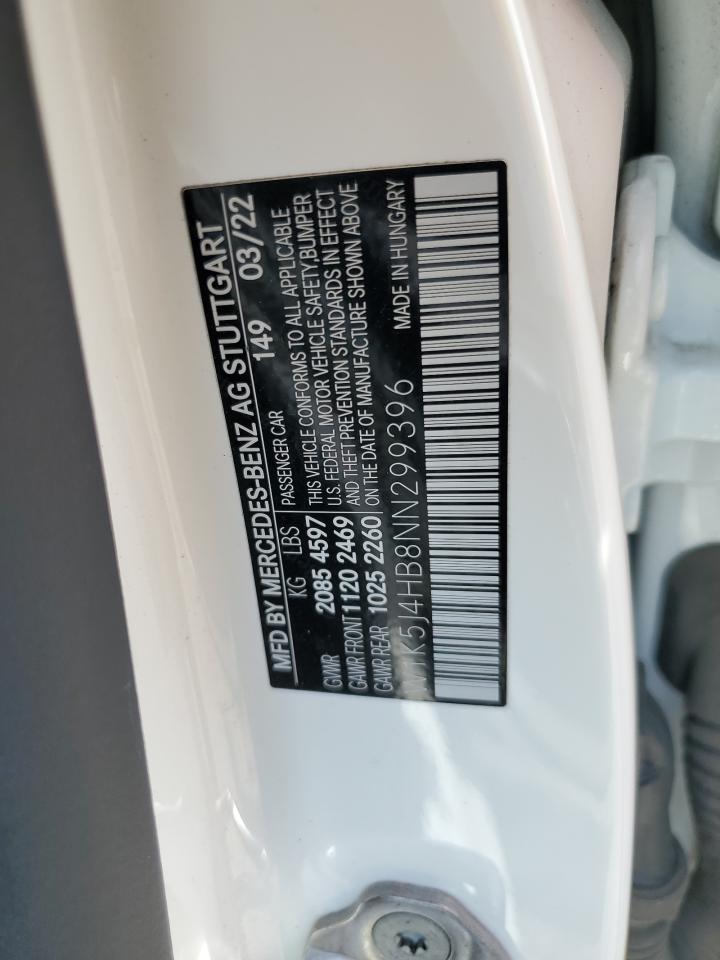 MFD BY MERCEDES-BENZ AG STUTTGART
149 03/22
KG LBS PASSENGER CAR
GVWR 2085 4597 THIS VEHICLE CONFORMS TO ALL APPLICABLE
U.S. FEDERAL MOTOR VEHICLE SAFETY,BUMPER
GAWR FRONT 1120 2469 AND THEFT PREVENTION STANDARDS IN EFFECT
GAWR REAR 1025 2260 ON THE DATE OF MANUFACTURE SHOWN ABOVE
W1K5J4HB8NN299396 MADE IN HUNGARY